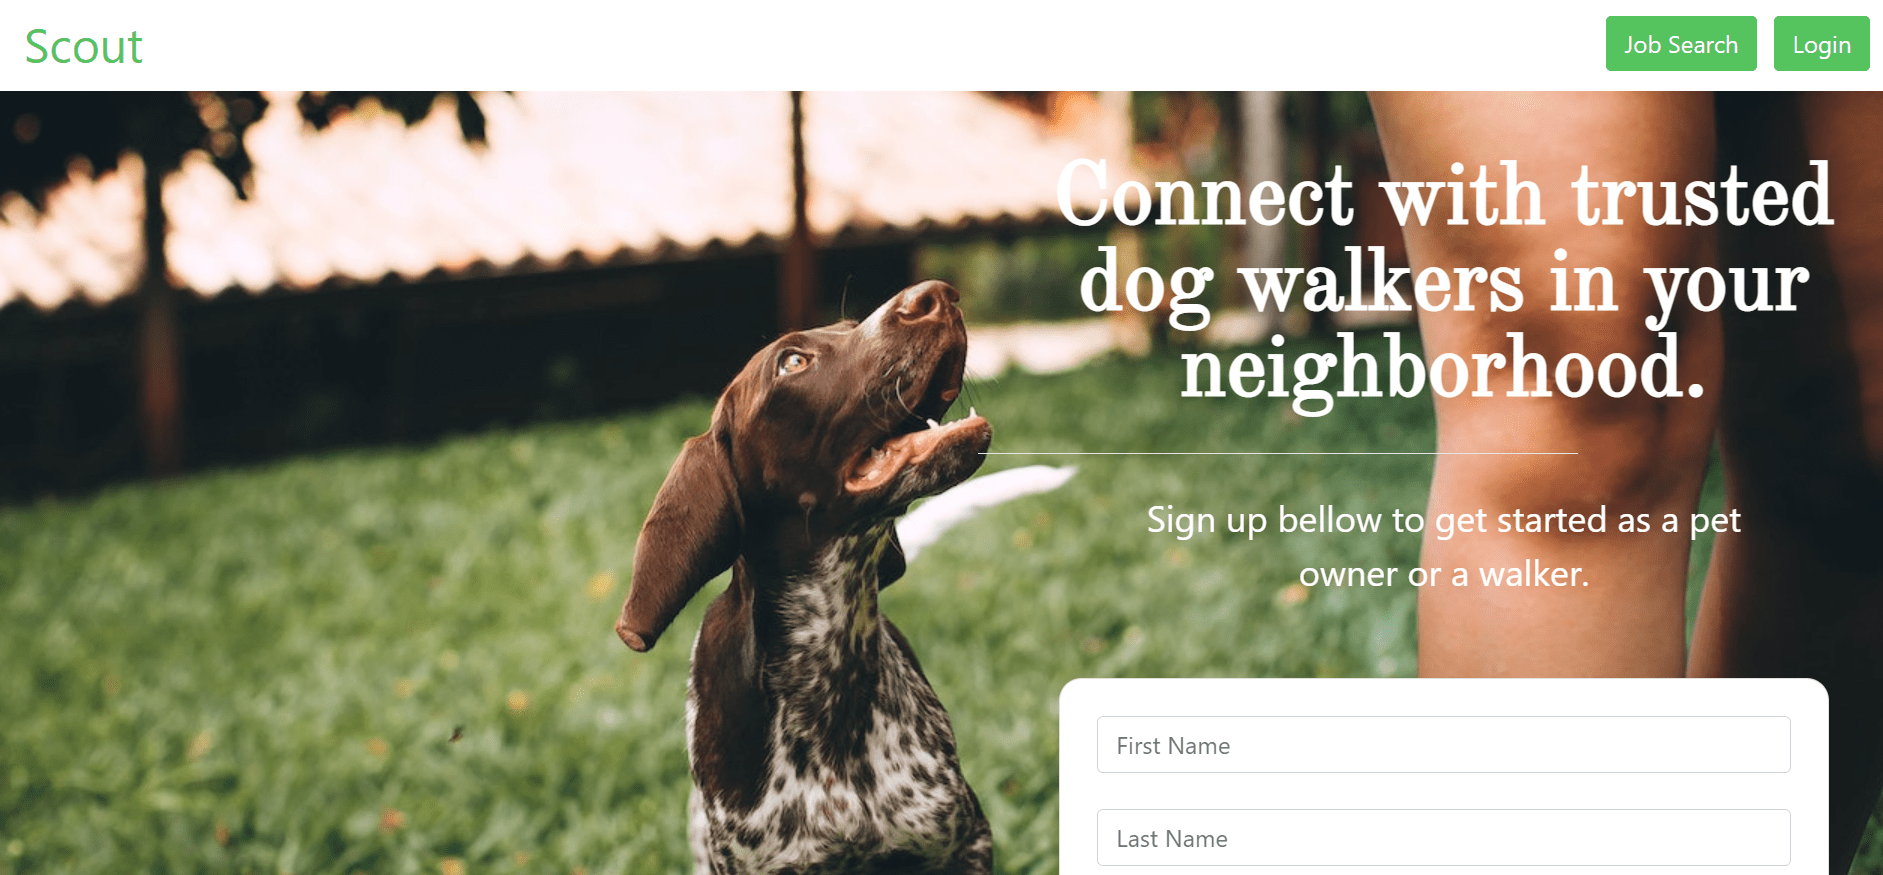 Scout
Job Search
Login
Connect with trusted
dog walkers in your
neighborhood.
Sign up bellow to get started as a pet
owner or a walker.
First Name
Last Name